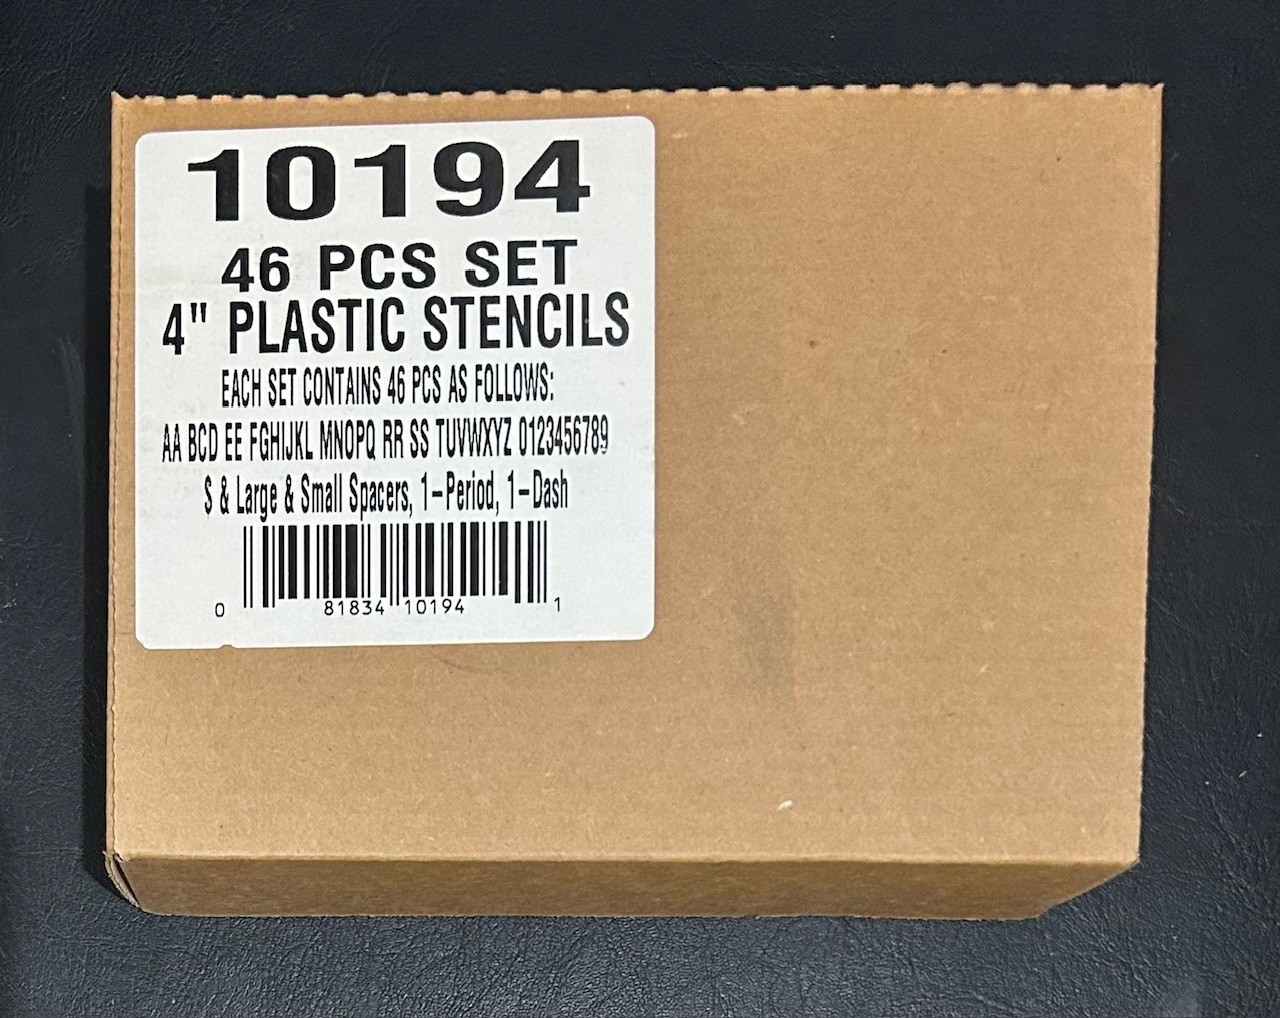 10194
46 PCS SET
4" PLASTIC STENCILS
EACH SET CONTAINS 46 PCS AS FOLLOWS:
AA BCD EE FGHIJKL MNOPQ RR SS TUVWXYZ 0123456789
$ & Large & Small Spacers, 1-Period, 1-Dash
0 81834 10194 1